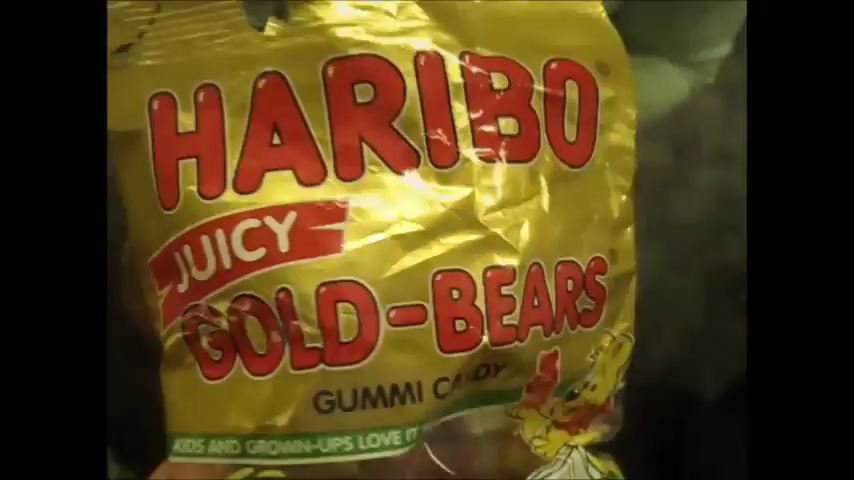 HARIBO
JUICY
GOLD-BEARS
GUMMI CANDY
KIDS AND GROWN-UPS LOVE IT